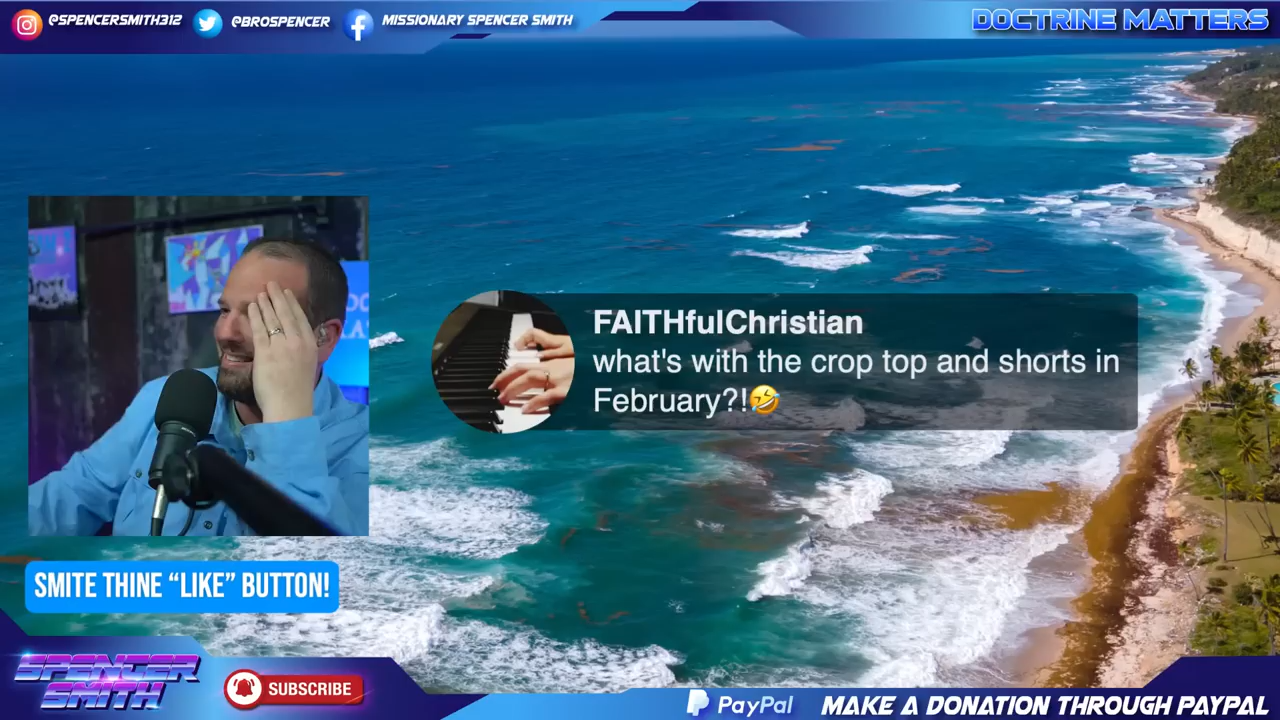 @SPENCERSMITH312
@BROSPENCER
MISSIONARY SPENCER SMITH
DOCTRINE MATTERS
FAITHfulChristian
what's with the crop top and shorts in
February?!🤣
SMITE THINE “LIKE” BUTTON!
SPENCER
SMITH
SUBSCRIBE
PayPal
MAKE A DONATION THROUGH PAYPAL